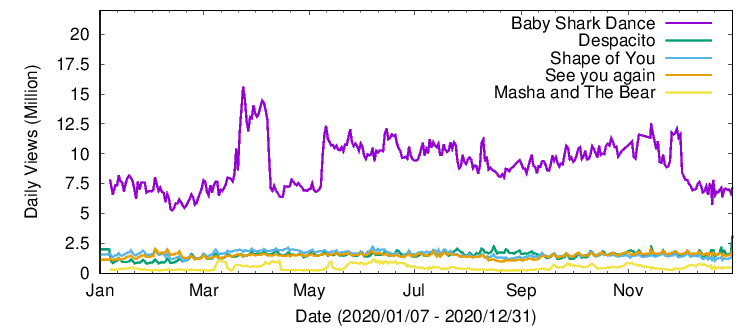 Daily Views (Million)
22
17.5
15
12.5
10
7.5
5
2.5
0
Baby Shark Dance
Despacito
Shape of You
See you again
Masha and The Bear
Jan Mar May Jul Sep Nov
Date (2020/01/07 - 2020/12/31)